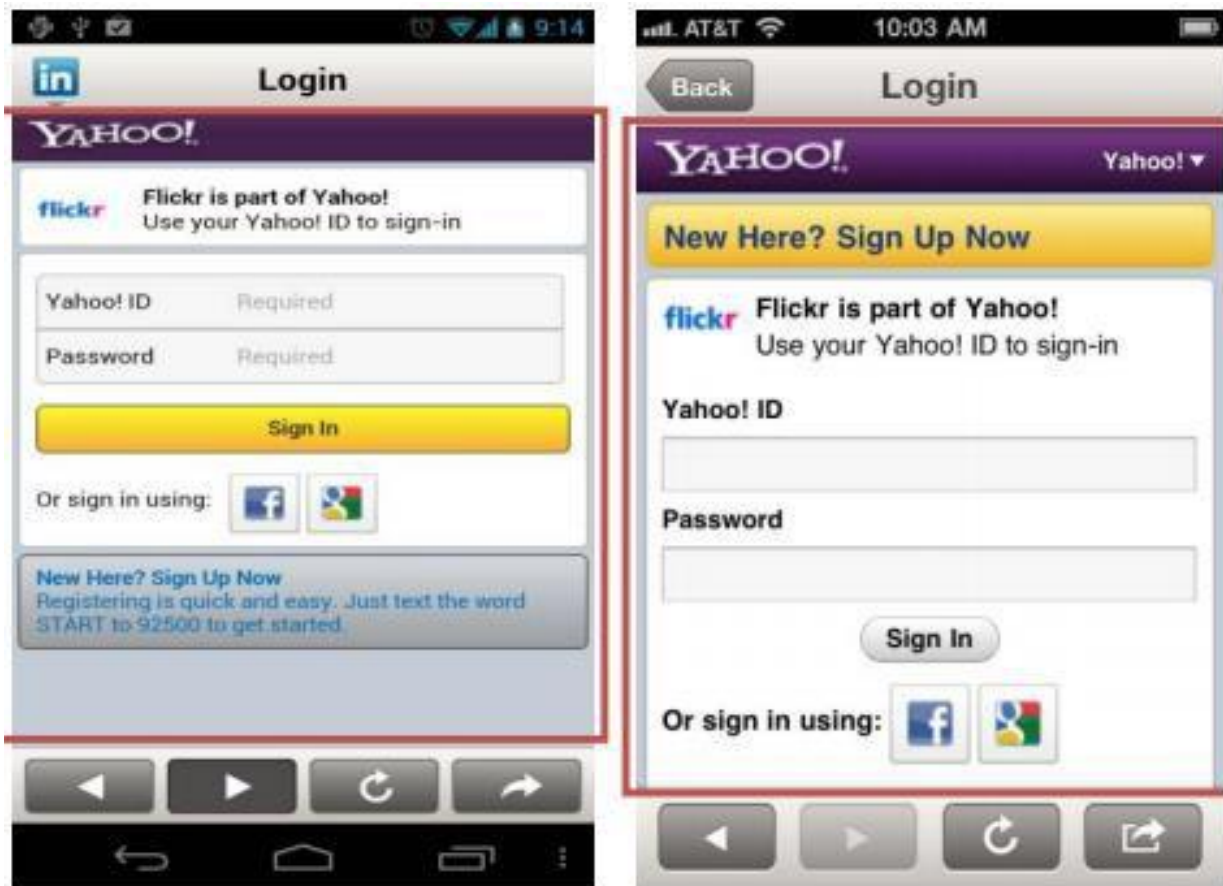 9:14
in
Login
YAHOO!
flickr
Flickr is part of Yahoo!
Use your Yahoo! ID to sign-in
Yahoo! ID Required
Password Required
Sign In
Or sign in using:
f
g
New Here? Sign Up Now
Registering is quick and easy. Just text the word
START to 92500 to get started.
AT&T 10:03 AM
Back Login
YAHOO! Yahoo! ▾
New Here? Sign Up Now
flickr
Flickr is part of Yahoo!
Use your Yahoo! ID to sign-in
Yahoo! ID
Password
Sign In
Or sign in using:
f
g